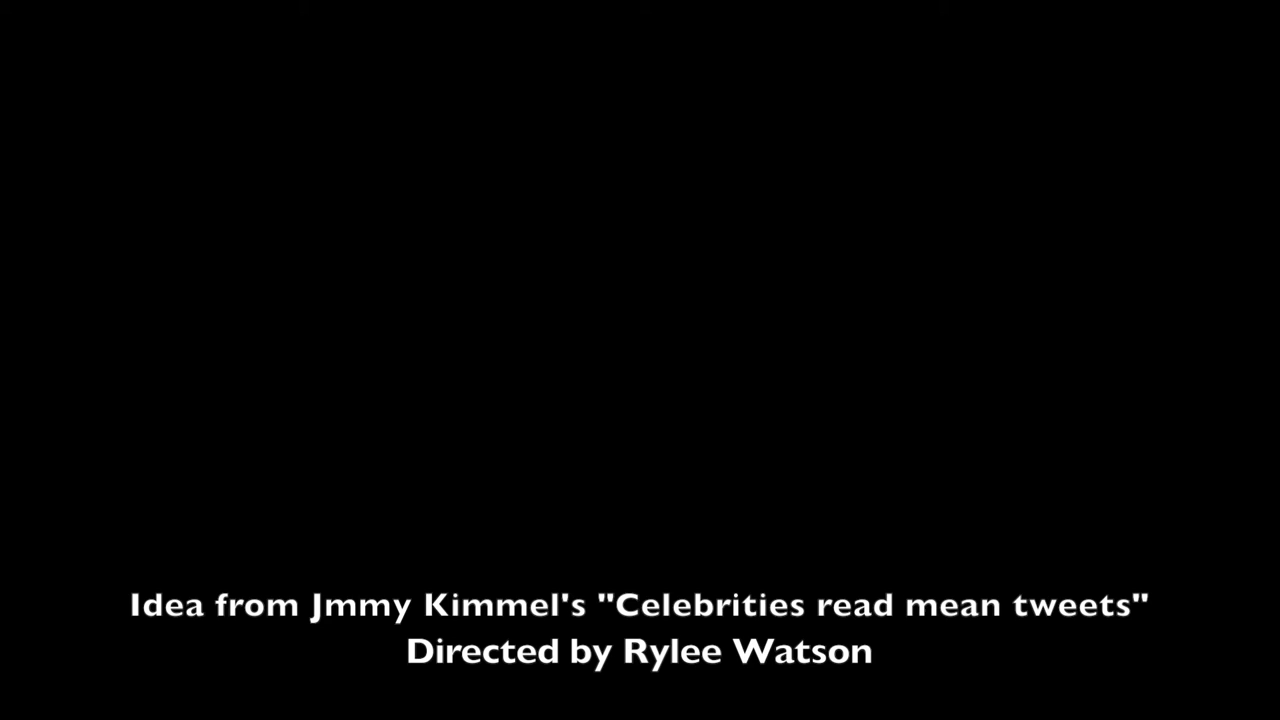 Idea from Jmmy Kimmel's "Celebrities read mean tweets"
Directed by Rylee Watson